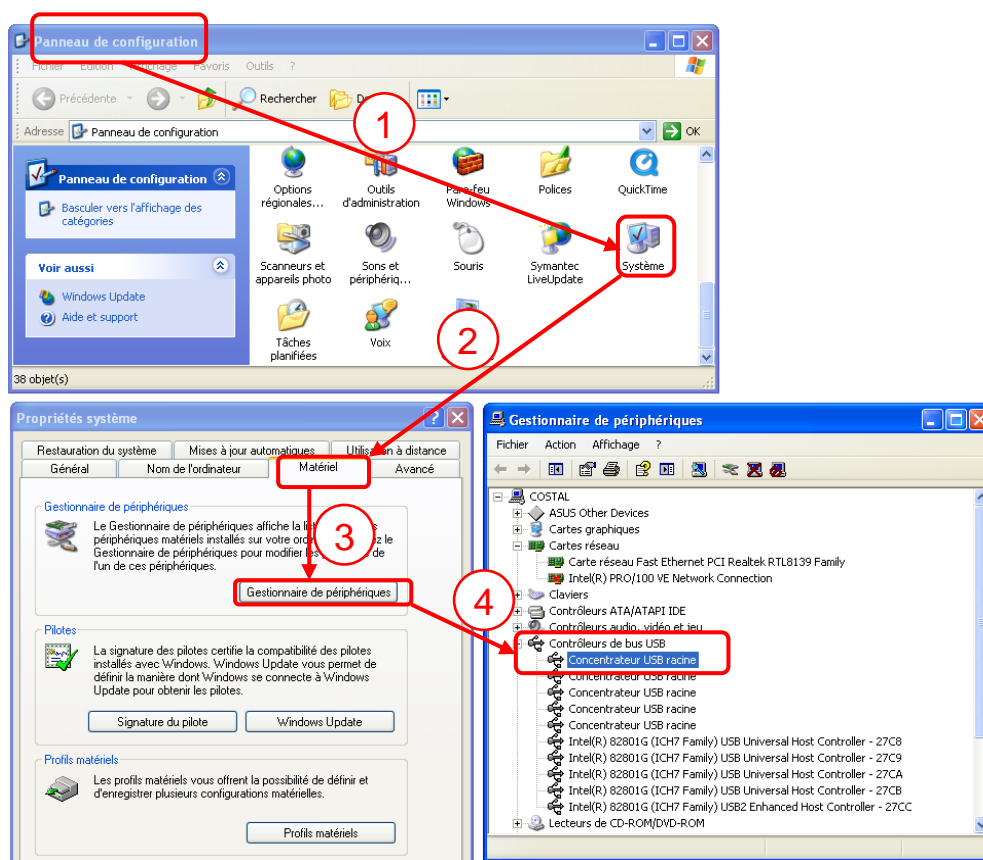 Panneau de configuration
Fichier Edition Affichage Favoris Outils ?
Précédente
Rechercher
Adresse Panneau de configuration OK
1
Panneau de configuration
Basculer vers l'affichage des
catégories
Voir aussi
Windows Update
Aide et support
Options
régionales...
Outils
d'administration
Pare-feu
Windows
Polices
QuickTime
Scanneurs et
appareils photo
Sons et
périphériq...
Souris
Symantec
LiveUpdate
Système
Tâches
planifiées
Voix
2
38 objet(s)
Propriétés système
Restauration du système Mises à jour automatiques Utilisation à distance
Général Nom de l'ordinateur Matériel Avancé
Gestionnaire de périphériques
Le Gestionnaire de périphériques affiche la
périphériques matériels installés sur votre le
Gestionnaire de périphériques pour modifier les de
l'un de ces périphériques.
3
Gestionnaire de périphériques
Pilotes
La signature des pilotes certifie la compatibilité des pilotes
installés avec Windows. Windows Update vous permet de
définir la manière dont Windows se connecte à Windows
Update pour obtenir les pilotes.
Signature du pilote Windows Update
Profils matériels
Les profils matériels vous offrent la possibilité de définir et
d'enregistrer plusieurs configurations matérielles.
Profils matériels
4
Gestionnaire de périphériques
Fichier Action Affichage ?
COSTAL
ASUS Other Devices
Cartes graphiques
Cartes réseau
Carte réseau Fast Ethernet PCI Realtek RTL8139 Family
Intel(R) PRO/100 VE Network Connection
Claviers
Contrôleurs ATA/ATAPI IDE
Contrôleurs audio, vidéo et jeu
Contrôleurs de bus USB
Concentrateur USB racine
Concentrateur USB racine
Concentrateur USB racine
Concentrateur USB racine
Concentrateur USB racine
Intel(R) 82801G (ICH7 Family) USB Universal Host Controller - 27C8
Intel(R) 82801G (ICH7 Family) USB Universal Host Controller - 27C9
Intel(R) 82801G (ICH7 Family) USB Universal Host Controller - 27CA
Intel(R) 82801G (ICH7 Family) USB Universal Host Controller - 27CB
Intel(R) 82801G (ICH7 Family) USB2 Enhanced Host Controller - 27CC
Lecteurs de CD-ROM/DVD-ROM